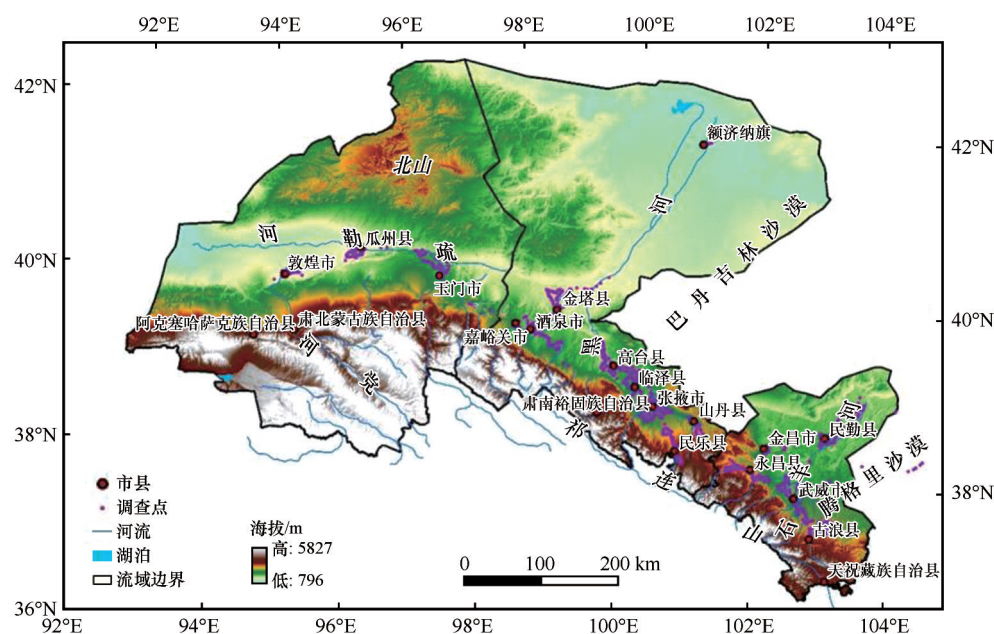 92°E 94°E 96°E 98°E 100°E 102°E 104°E
42°N
额济纳旗
42°N
北山
河
巴丹吉林沙漠
河 勒 疏
瓜州县
敦煌市
40°N
玉门市
金塔县
阿克塞哈萨克族自治县
肃北蒙古族自治县
嘉峪关市
酒泉市
40°N
河 党
黑
高台县
临泽县
肃南裕固族自治县
张掖市
山丹县
祁 连 山
民乐县
河
民勤县
金昌市
38°N
永昌县
羊
武威市
腾格里沙漠
38°N
石
古浪县
天祝藏族自治县
市县
调查点
河流
湖泊
流域边界
海拔/m
高: 5827
低: 796
0 100 200 km
36°N
92°E 94°E 96°E 98°E 100°E 102°E 104°E